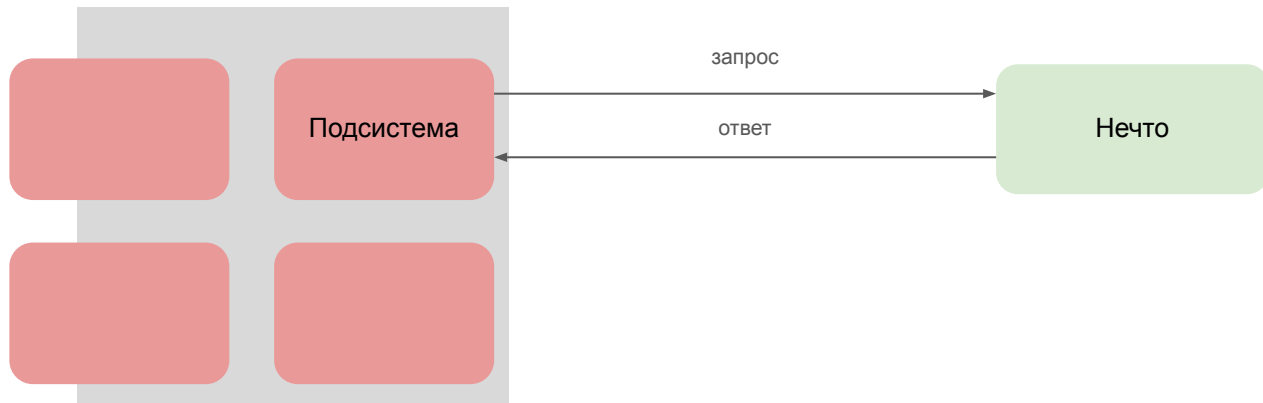 запрос
Подсистема
ответ
Нечто